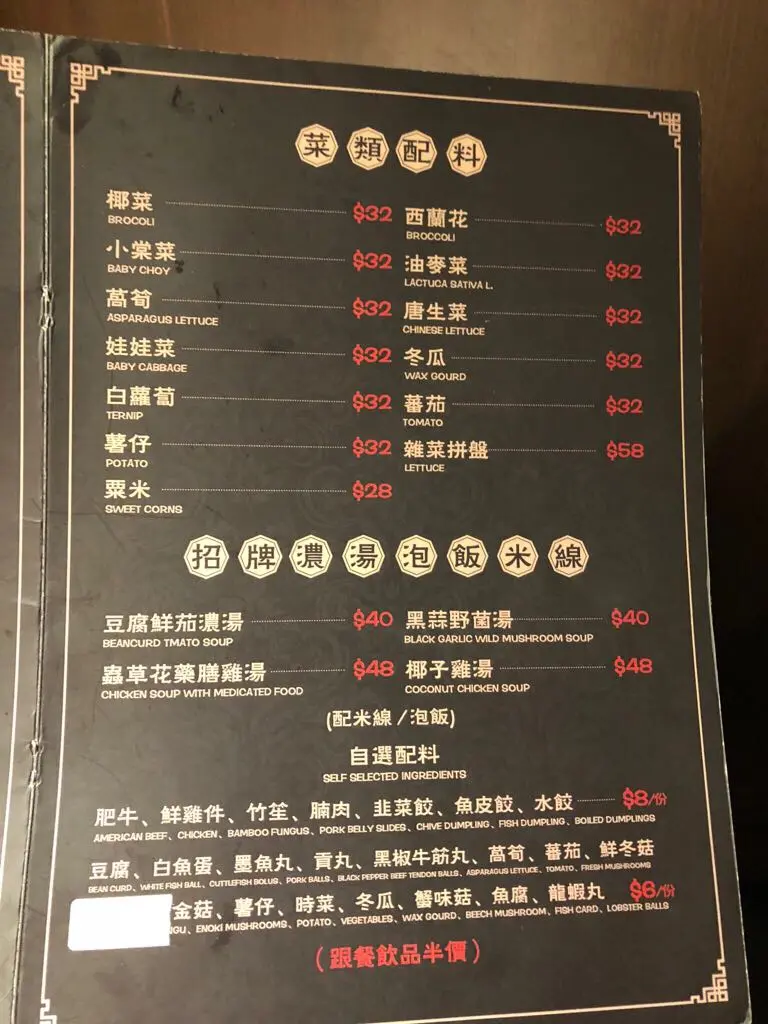 菜類配料
椰菜 $32
BROCOLI
西蘭花 $32
BROCCOLI
小棠菜 $32
BABY CHOY
油麥菜 $32
LACTUCA SATIVA L.
萵筍 $32
ASPARAGUS LETTUCE
唐生菜 $32
CHINESE LETTUCE
娃娃菜 $32
BABY CABBAGE
冬瓜 $32
WAX GOURD
白蘿蔔 $32
TERNIP
蕃茄 $32
TOMATO
薯仔 $32
POTATO
雜菜拼盤 $58
LETTUCE
粟米 $28
SWEET CORNS
招牌濃湯泡飯米線
豆腐鮮茄濃湯 $40
BEANCURD TMATO SOUP
黑蒜野菌湯 $40
BLACK GARLIC WILD MUSHROOM SOUP
蟲草花藥膳雞湯 $48
CHICKEN SOUP WITH MEDICATED FOOD
椰子雞湯 $48
COCONUT CHICKEN SOUP
(配米線/泡飯)
自選配料
SELF SELECTED INGREDIENTS
肥牛、鮮雞件、竹笙、腩肉、韭菜餃、魚皮餃、水餃 $8/份
AMERICAN BEEF、CHICKEN、BAMBOO FUNGUS、PORK BELLY SLIDES、CHIVE DUMPLING、FISH DUMPLING、BOILED DUMPLINGS
豆腐、白魚蛋、墨魚丸、貢丸、黑椒牛筋丸、萵筍、蕃茄、鮮冬菇
BEAN CURD、WHITE FISH BALL、CUTTLEFISH BOLUS、PORK BALLS、BLACK PEPPER BEEF TENDON BALLS、ASPARAGUS LETTUCE、TOMATO、FRESH MUSHROOMS
金菇、薯仔、時菜、冬瓜、蟹味菇、魚腐、龍蝦丸 $6/份
NGU、ENOKI MUSHROOMS、POTATO、VEGETABLES、WAX GOURD、BEECH MUSHROOM、FISH CARD、LOBSTER BALLS
(跟餐飲品半價)